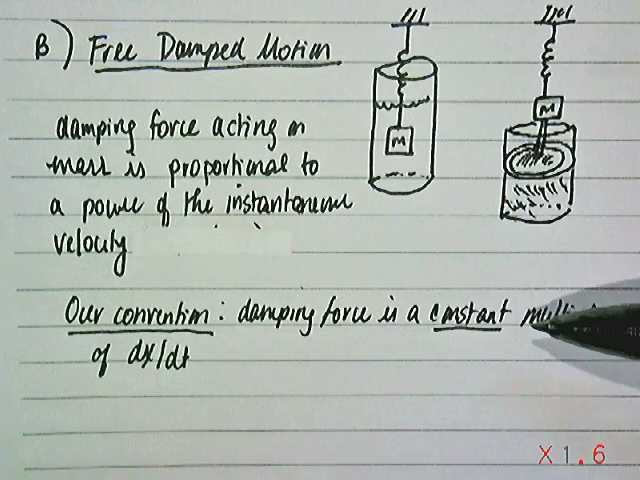 B) Free Damped Motion
damping force acting on
mass is proportional to
a power of the instantaneous
velocity
M
M
Our convention : damping force is a constant
of dx/dt
X1.6